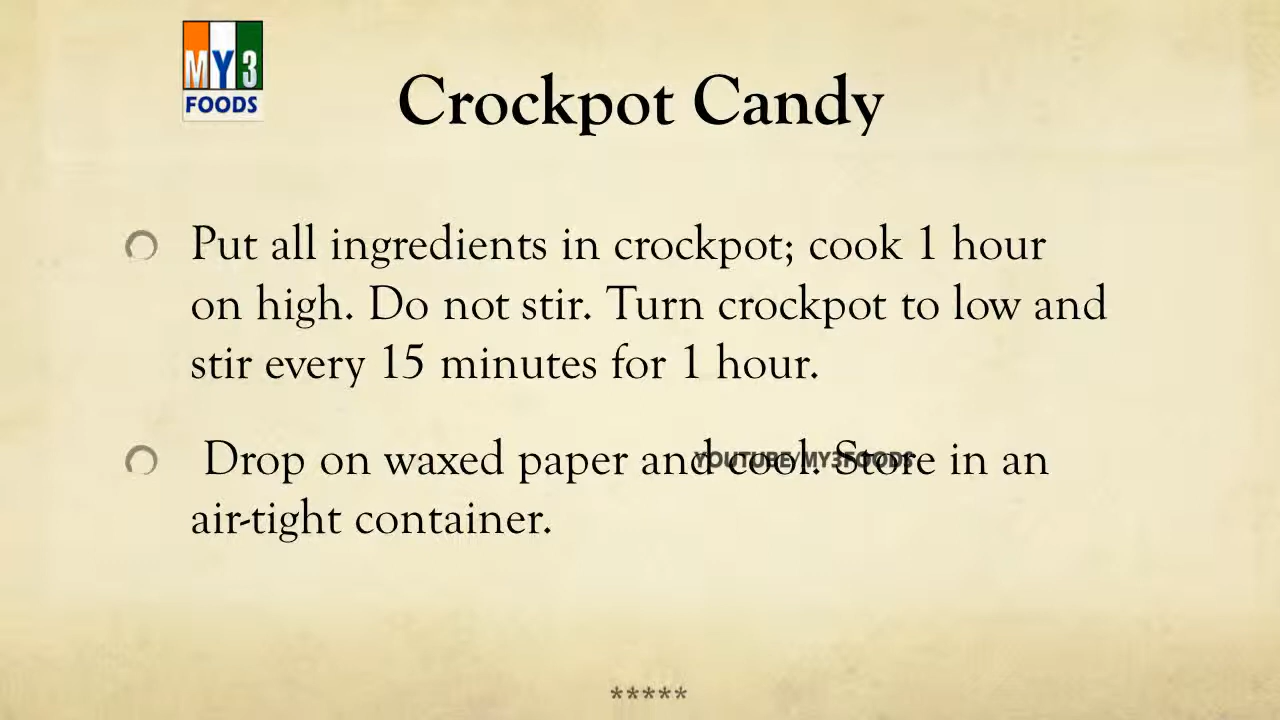 MY3
FOODS
Crockpot Candy
Put all ingredients in crockpot; cook 1 hour
on high. Do not stir. Turn crockpot to low and
stir every 15 minutes for 1 hour.
Drop on waxed paper and cool. Store in an
YOUTUBE/MY3FOODS
air-tight container.
*****